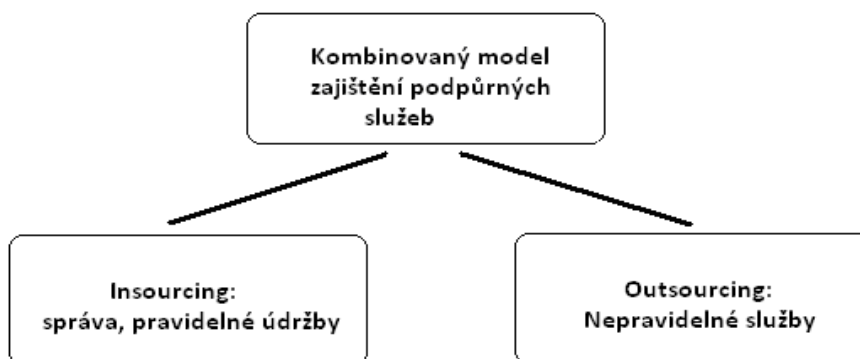 Kombinovaný model
zajištění podpůrných
služeb
Insourcing:
správa, pravidelné údržby
Outsourcing:
Nepravidelné služby